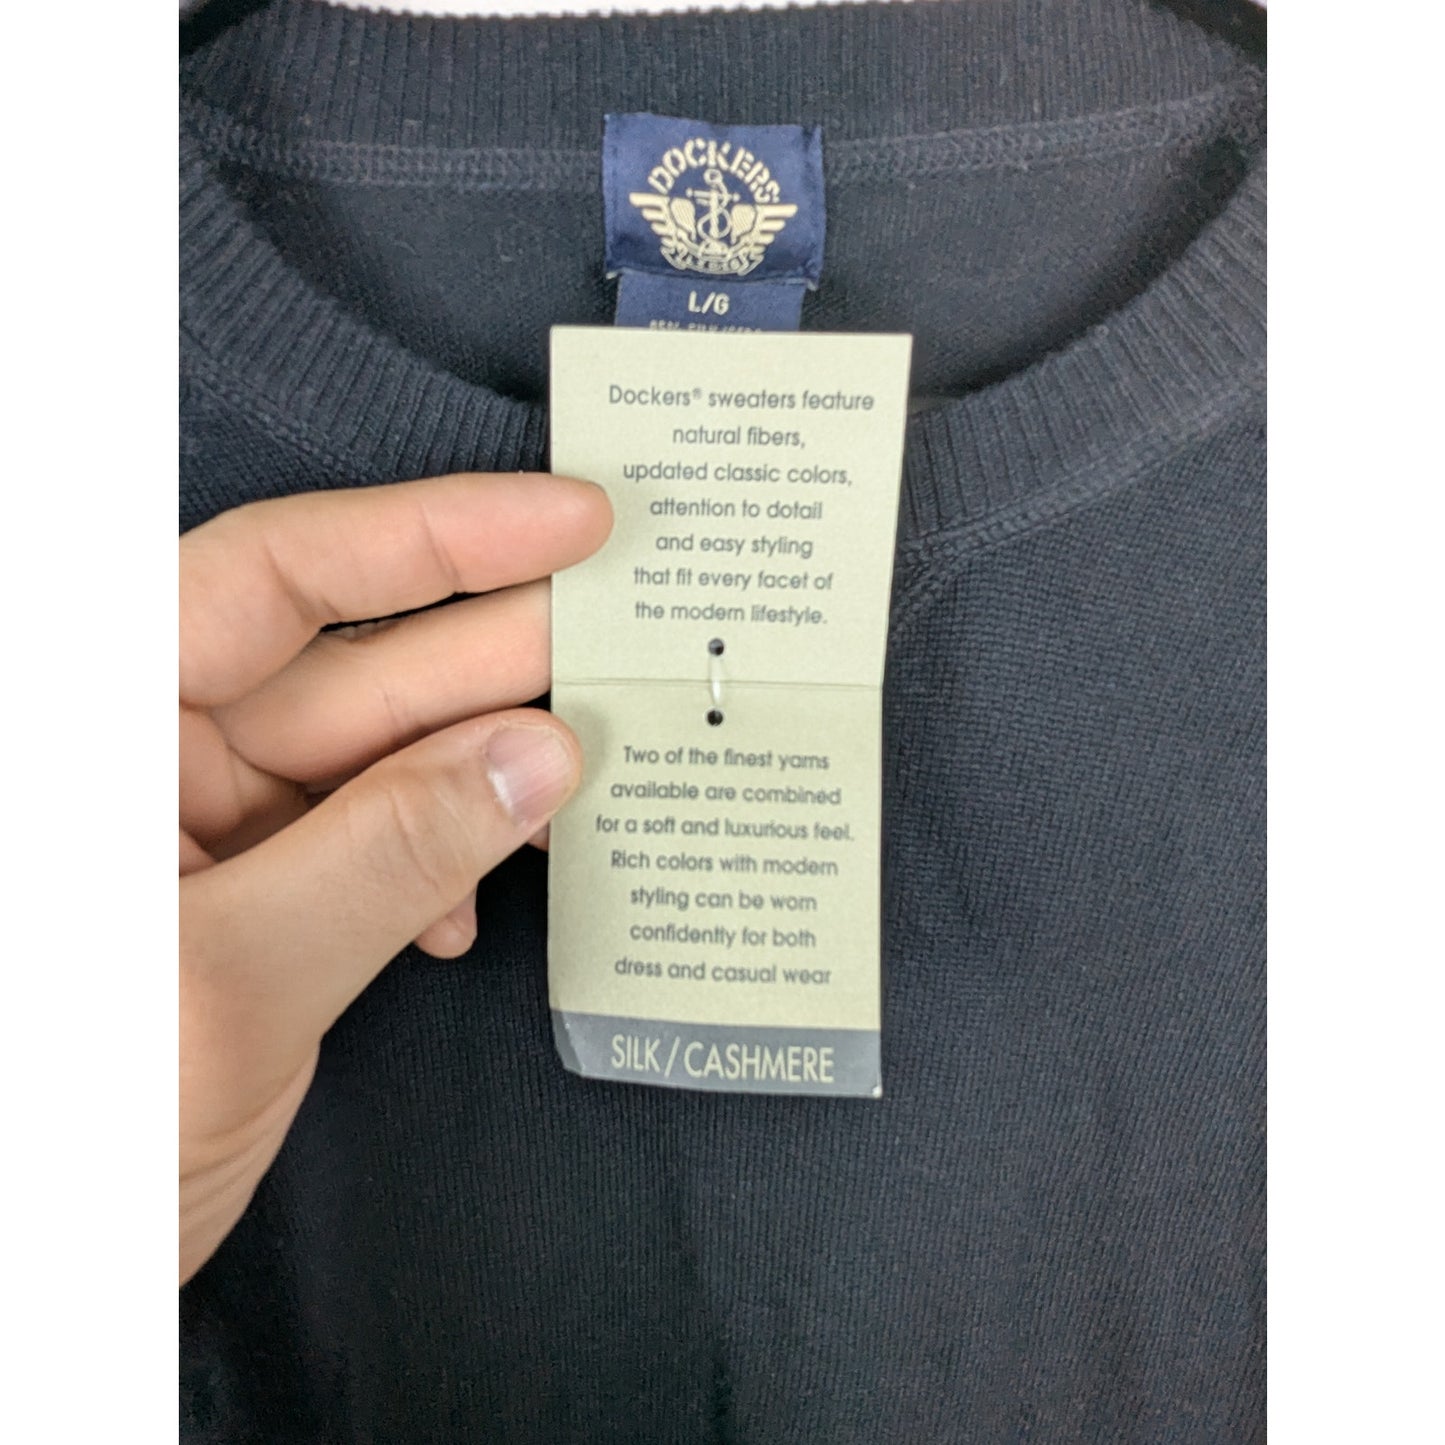 DOCKERS
L/G
Dockers® sweaters feature
natural fibers,
updated classic colors,
attention to detail
and easy styling
that fit every facet of
the modern lifestyle.
Two of the finest yarns
available are combined
for a soft and luxurious feel.
Rich colors with modern
styling can be worn
confidently for both
dress and casual wear
SILK/CASHMERE